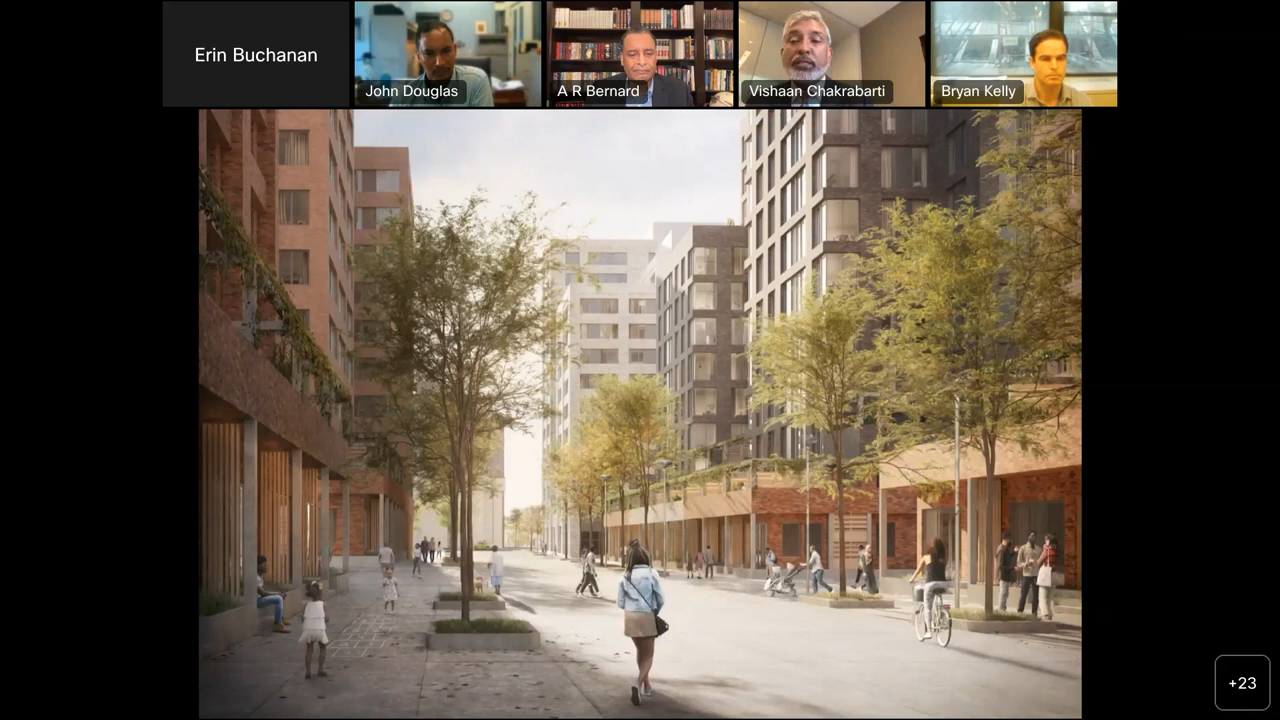 Erin Buchanan
John Douglas
A R Bernard
Vishaan Chakrabarti
Bryan Kelly
+23